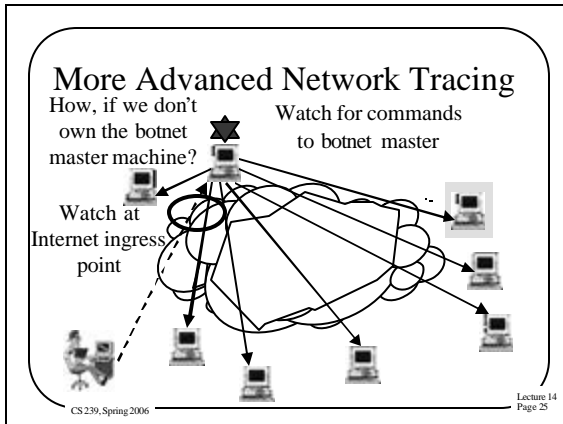 More Advanced Network Tracing
How, if we don't
own the botnet
master machine?
Watch for commands
to botnet master
Watch at
Internet ingress
point
CS 239, Spring 2006
Lecture 14
Page 25